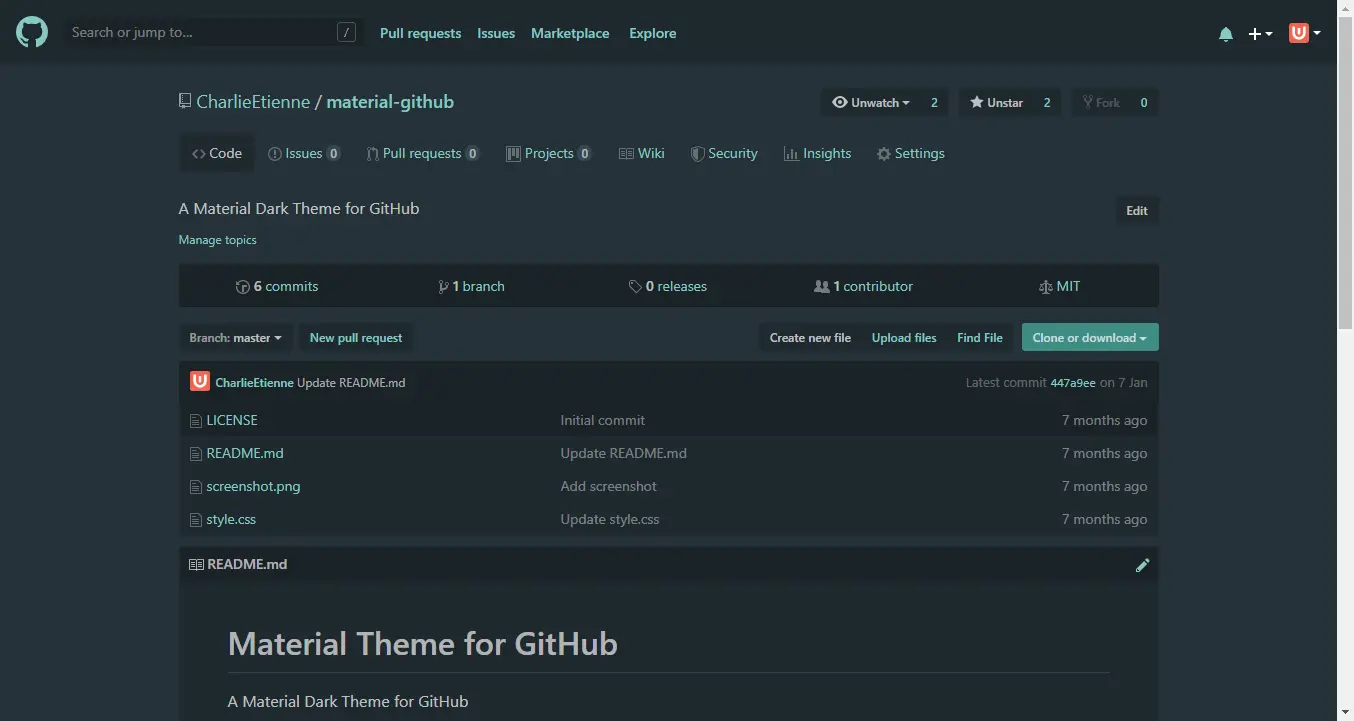 Search or jump to... / Pull requests Issues Marketplace Explore
CharlieEtienne / material-github Unwatch 2 Unstar 2 Fork 0
Code Issues 0 Pull requests 0 Projects 0 Wiki Security Insights Settings
A Material Dark Theme for GitHub Edit
Manage topics
6 commits 1 branch 0 releases 1 contributor MIT
Branch: master New pull request Create new file Upload files Find File Clone or download
CharlieEtienne Update README.md Latest commit 447a9ee on 7 Jan
LICENSE Initial commit 7 months ago
README.md Update README.md 7 months ago
screenshot.png Add screenshot 7 months ago
style.css Update style.css 7 months ago
README.md
Material Theme for GitHub
A Material Dark Theme for GitHub